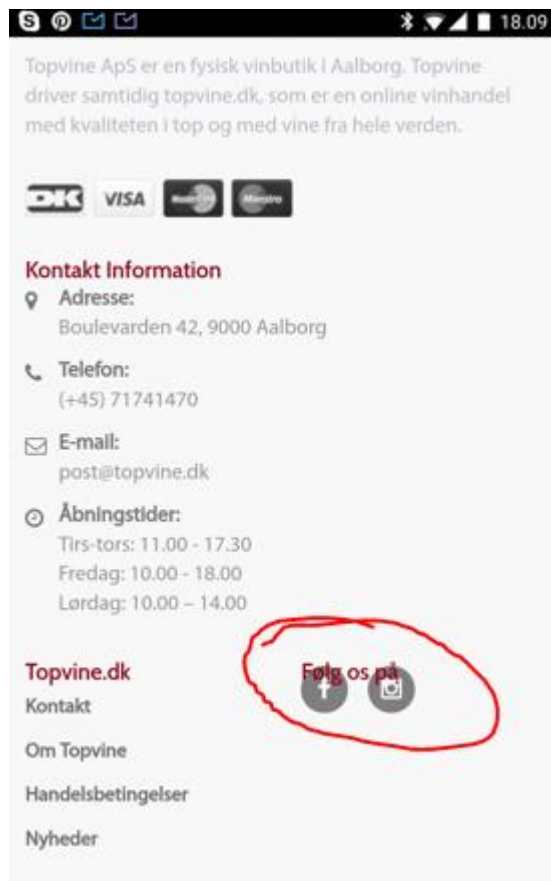 18.09
Topvine ApS er en fysisk vinbutik i Aalborg. Topvine
driver samtidig topvine.dk, som er en online vinhandel
med kvaliteten i top og med vine fra hele verden.
DK VISA Maestro
Kontakt Information
Adresse:
Boulevarden 42, 9000 Aalborg
Telefon:
(+45) 71741470
E-mail:
post@topvine.dk
Åbningstider:
Tirs-tors: 11.00 - 17.30
Fredag: 10.00 - 18.00
Lørdag: 10.00 – 14.00
Topvine.dk
Følg os på
Kontakt
Om Topvine
Handelsbetingelser
Nyheder